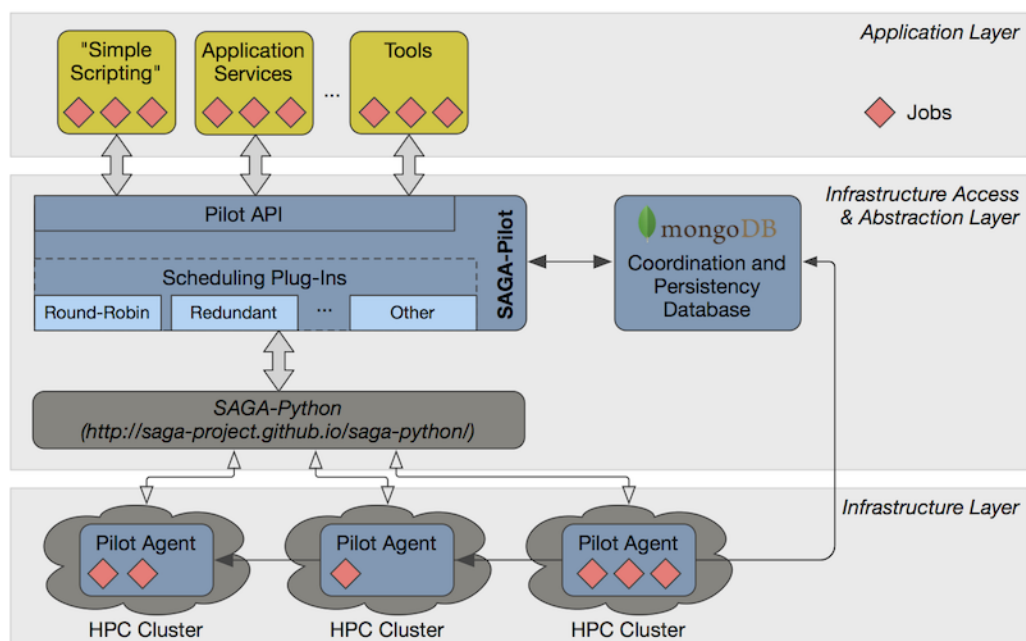 Application Layer
"Simple
Scripting"
Application
Services
...
Tools
Jobs
Infrastructure Access
& Abstraction Layer
Pilot API
SAGA-Pilot
Scheduling Plug-Ins
Round-Robin
Redundant
...
Other
mongoDB
Coordination and
Persistency
Database
SAGA-Python
(http://saga-project.github.io/saga-python/)
Infrastructure Layer
Pilot Agent
Pilot Agent
Pilot Agent
HPC Cluster
HPC Cluster
HPC Cluster